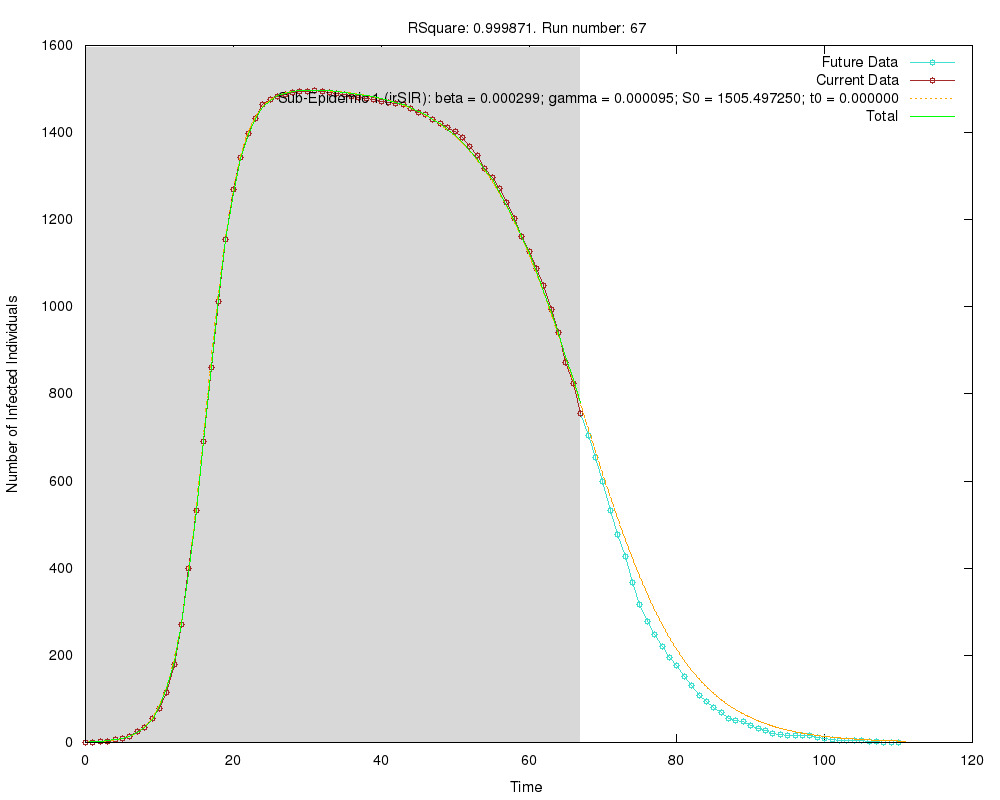 RSquare: 0.999871. Run number: 67
1600
1400
1200
1000
800
600
400
200
0
0 20 40 60 80 100 120
Number of Infected Individuals
Time
Future Data
Current Data
Sub-Epidemic 1 (irSIR): beta = 0.000299; gamma = 0.000095; S0 = 1505.497250; t0 = 0.000000
Total